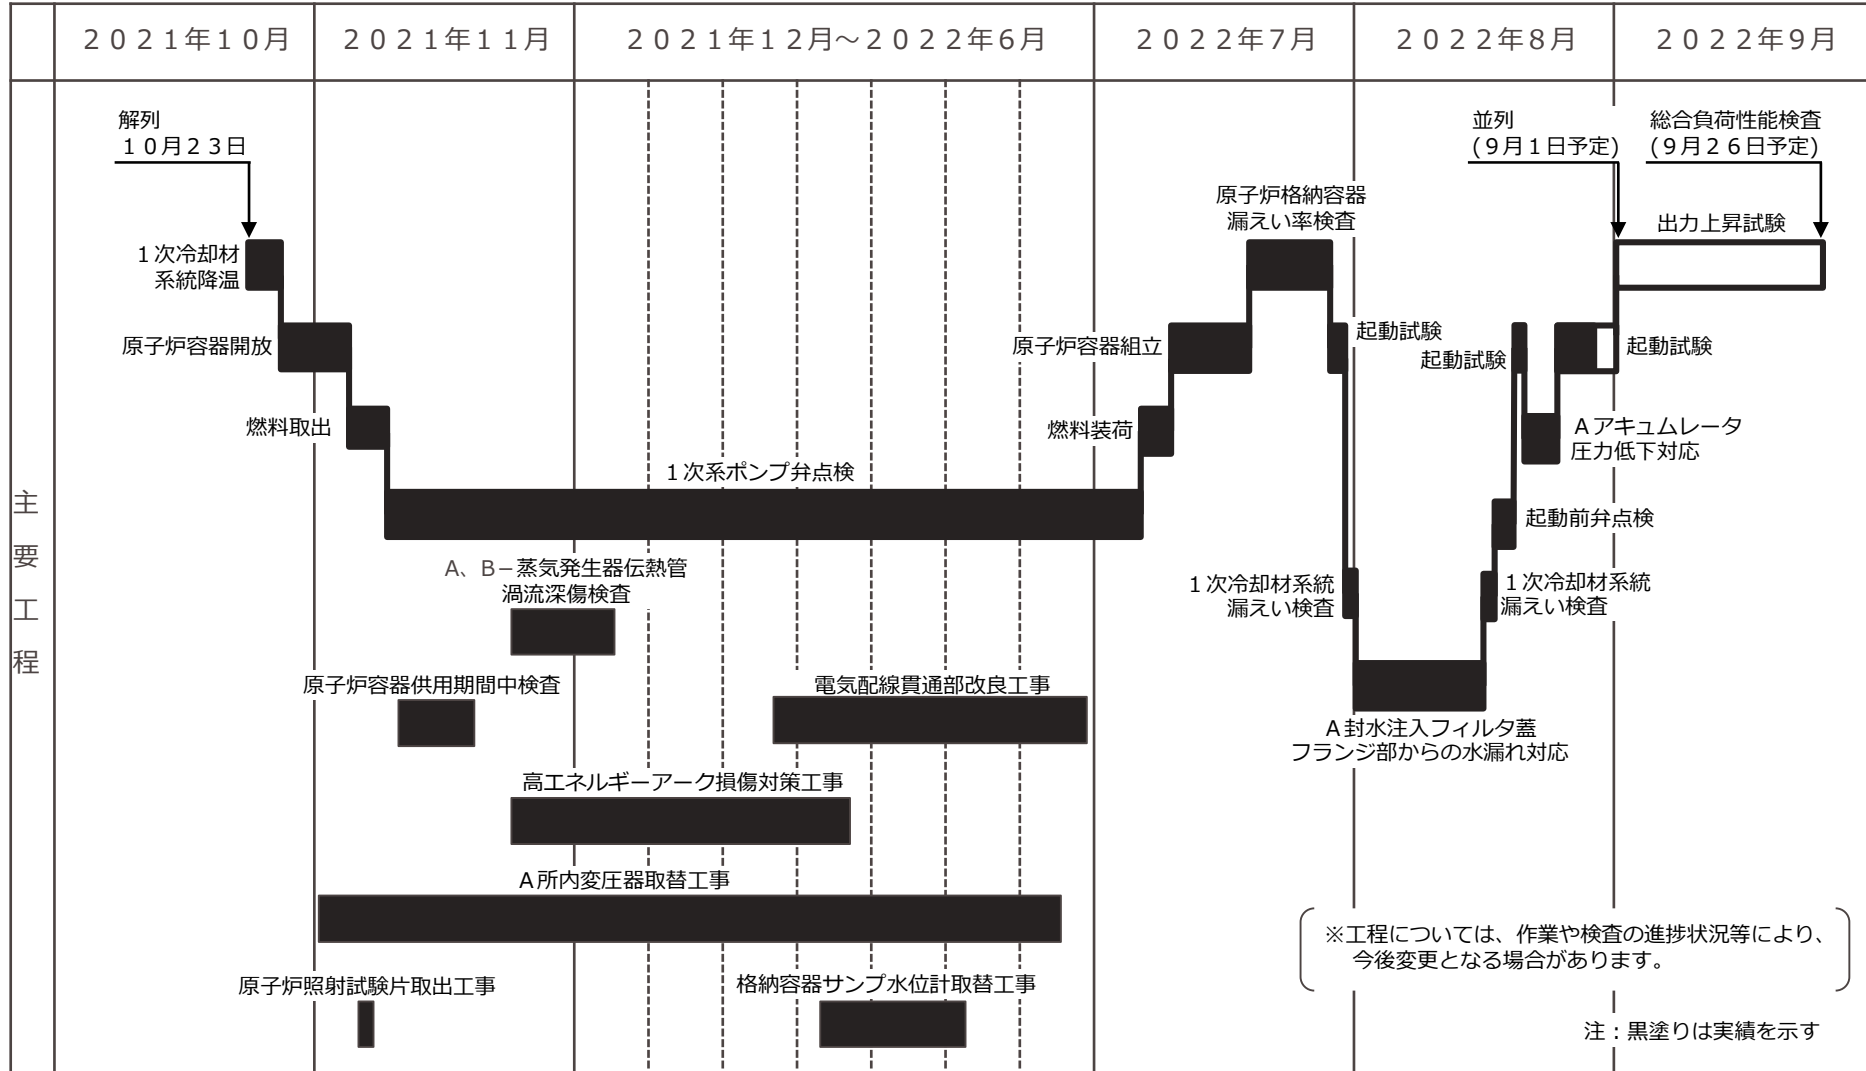 ２０２１年１０月
２０２１年１１月
２０２１年１２月～２０２２年６月
２０２２年７月
２０２２年８月
２０２２年９月
主要工程
解列
１０月２３日
並列
(９月１日予定)
総合負荷性能検査
(９月２６日予定)
原子炉格納容器
漏えい率検査
出力上昇試験
１次冷却材
系統降温
原子炉容器開放
原子炉容器組立
起動試験
起動試験
起動試験
燃料取出
燃料装荷
Ａアキュムレータ
圧力低下対応
１次系ポンプ弁点検
起動前弁点検
A、B－蒸気発生器伝熱管
渦流深傷検査
１次冷却材系統
漏えい検査
１次冷却材系統
漏えい検査
原子炉容器供用期間中検査
電気配線貫通部改良工事
Ａ封水注入フィルタ蓋
フランジ部からの水漏れ対応
高エネルギーアーク損傷対策工事
Ａ所内変圧器取替工事
※工程については、作業や検査の進捗状況等により、
今後変更となる場合があります。
原子炉照射試験片取出工事
格納容器サンプ水位計取替工事
注：黒塗りは実績を示す